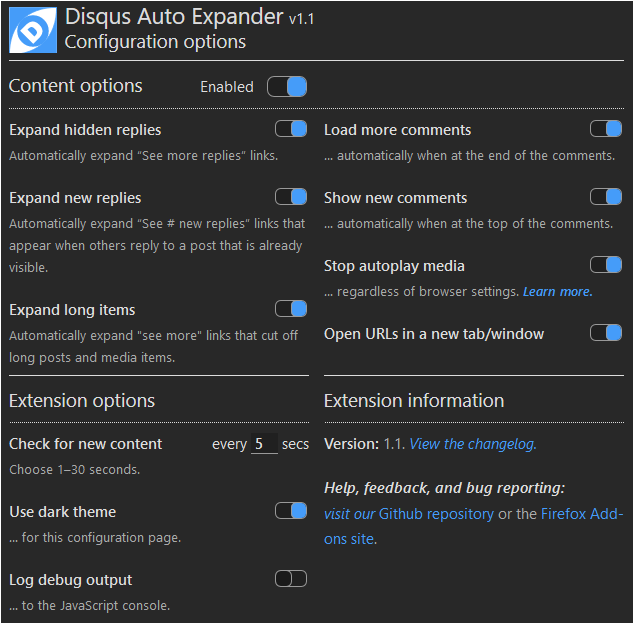 Disqus Auto Expander v1.1
Configuration options
Content options
Enabled
Expand hidden replies
Automatically expand “See more replies” links.
Expand new replies
Automatically expand “See # new replies” links that
appear when others reply to a post that is already
visible.
Expand long items
Automatically expand "see more" links that cut off
long posts and media items.
Load more comments
... automatically when at the end of the comments.
Show new comments
... automatically when at the top of the comments.
Stop autoplay media
... regardless of browser settings. Learn more.
Open URLs in a new tab/window
Extension options
Check for new content
every 5 secs
Choose 1–30 seconds.
Use dark theme
... for this configuration page.
Log debug output
... to the JavaScript console.
Extension information
Version: 1.1. View the changelog.
Help, feedback, and bug reporting:
visit our Github repository or the Firefox Add-
ons site.